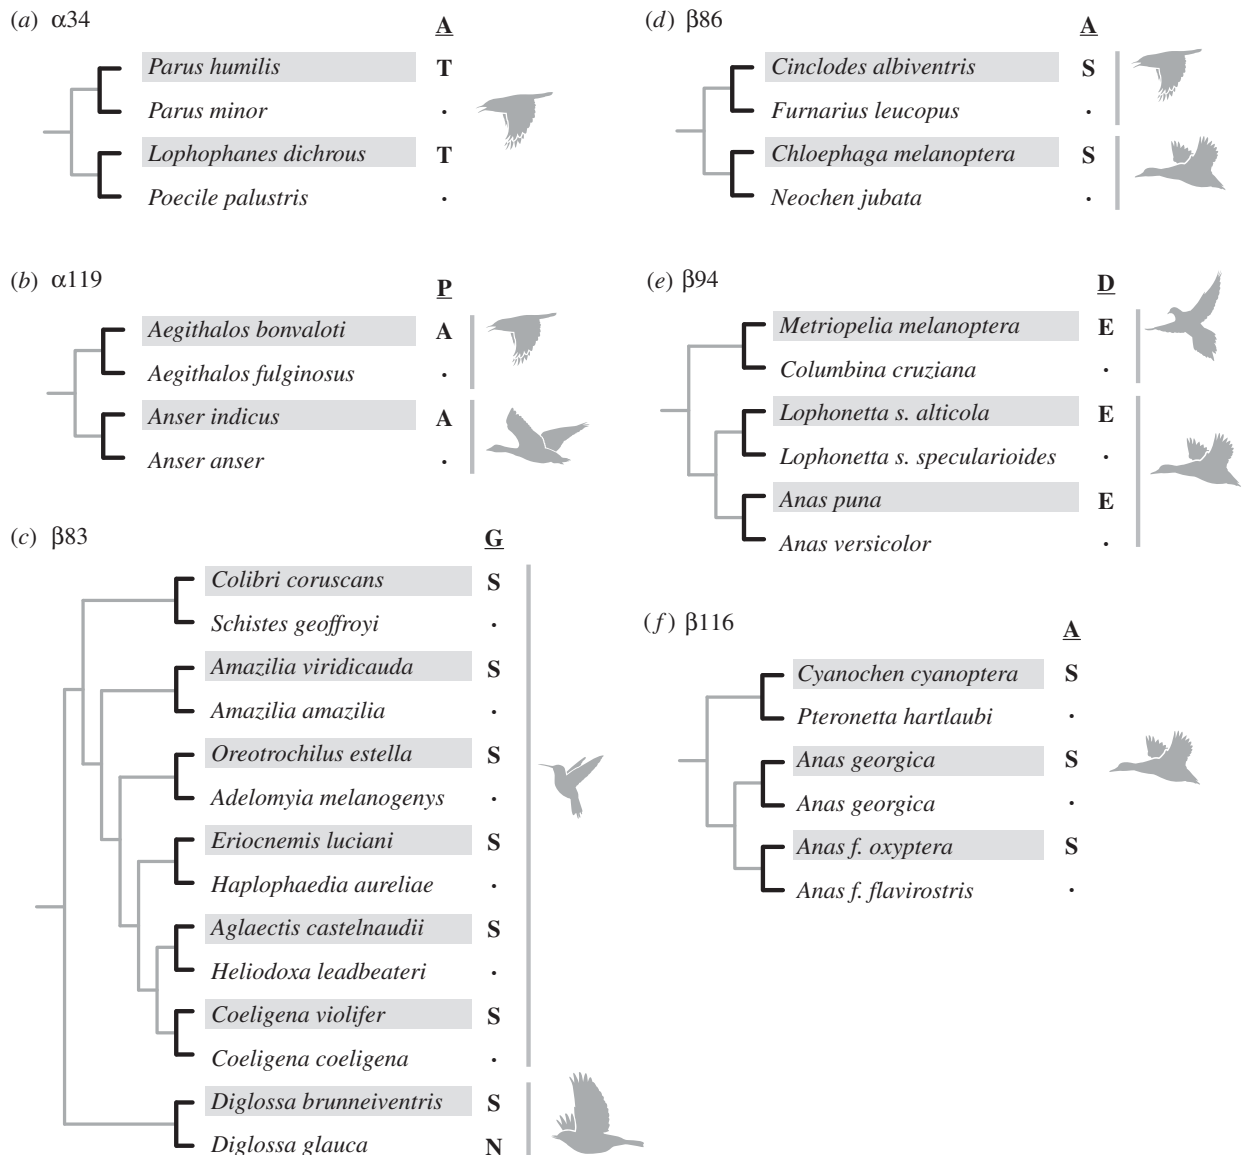 (a) α34
A
Parus humilis T
Parus minor .
Lophophanes dichrous T
Poecile palustris .
(b) α119
P
Aegithalos bonvaloti A
Aegithalos fulginosus .
Anser indicus A
Anser anser .
(c) β83
G
Colibri coruscans S
Schistes geoffroyi .
Amazilia viridicauda S
Amazilia amazilia .
Oreotrochilus estella S
Adelomyia melanogenys .
Eriocnemis luciani S
Haplophaedia aureliae .
Aglaectis castelnaudii S
Heliodoxa leadbeateri .
Coeligena violifer S
Coeligena coeligena .
Diglossa brunneiventris S
Diglossa glauca N
(d) β86
A
Cinclodes albiventris S
Furnarius leucopus .
Chloephaga melanoptera S
Neochen jubata .
(e) β94
D
Metriopelia melanoptera E
Columbina cruziana .
Lophonetta s. alticola E
Lophonetta s. specularioides .
Anas puna E
Anas versicolor .
(f) β116
A
Cyanochen cyanoptera S
Pteronetta hartlaubi .
Anas georgica S
Anas georgica .
Anas f. oxyptera S
Anas f. flavirostris .